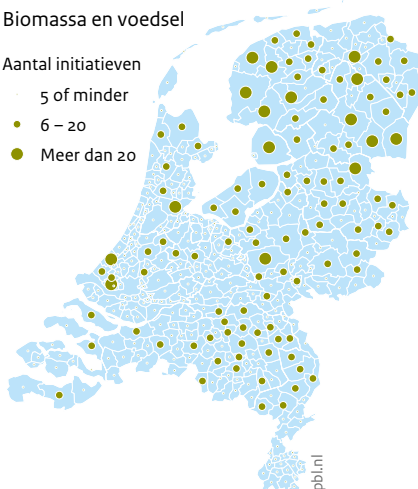 Biomassa en voedsel
Aantal initiatieven
5 of minder
6 – 20
Meer dan 20
pbl.nl